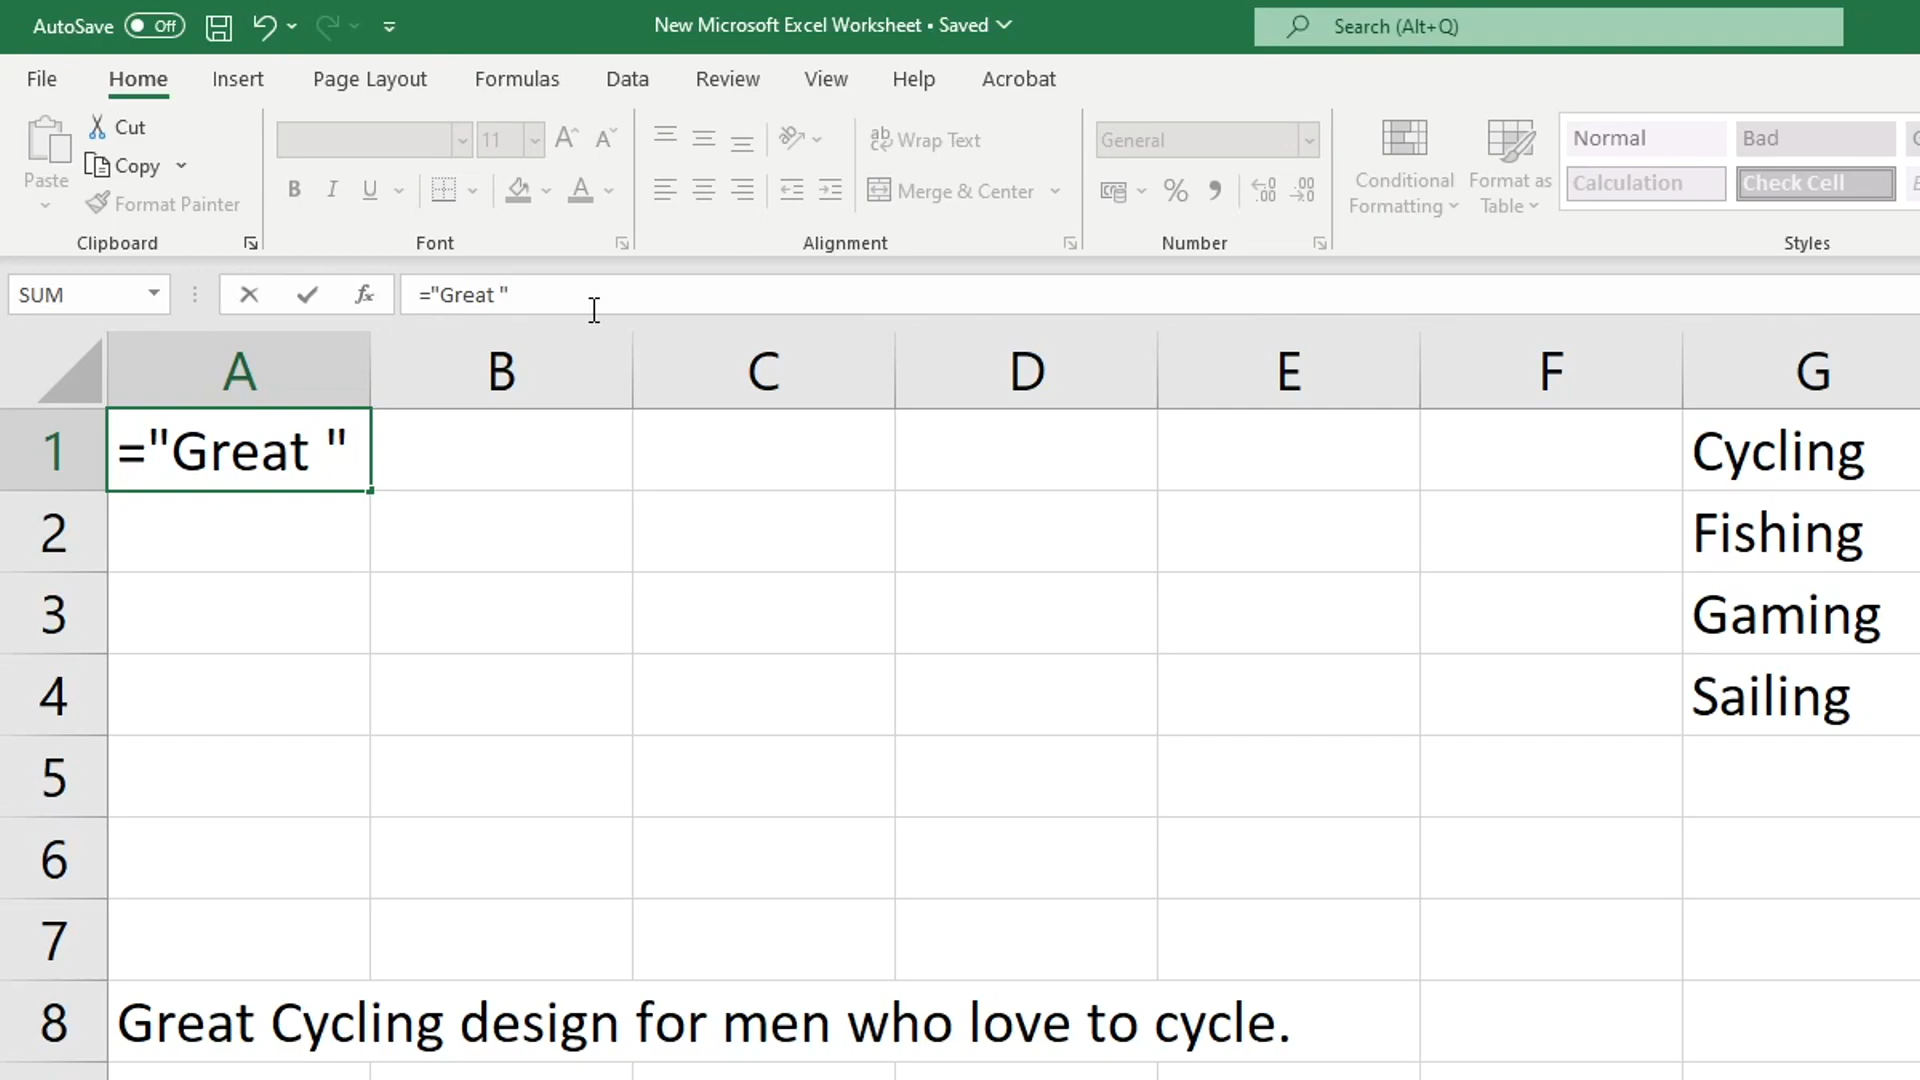 AutoSave Off New Microsoft Excel Worksheet • Saved Search (Alt+Q)
File Home Insert Page Layout Formulas Data Review View Help Acrobat
Paste Cut Copy Format Painter
Clipboard
11 A A B I U A
Font
ab Wrap Text
Merge & Center
Alignment
General
% 
Number
Conditional Formatting
Format as Table
Normal Bad
Calculation Check Cell
Styles
SUM fx ="Great "
A B C D E F G
1 ="Great " Cycling
2 Fishing
3 Gaming
4 Sailing
5
6
7
8 Great Cycling design for men who love to cycle.